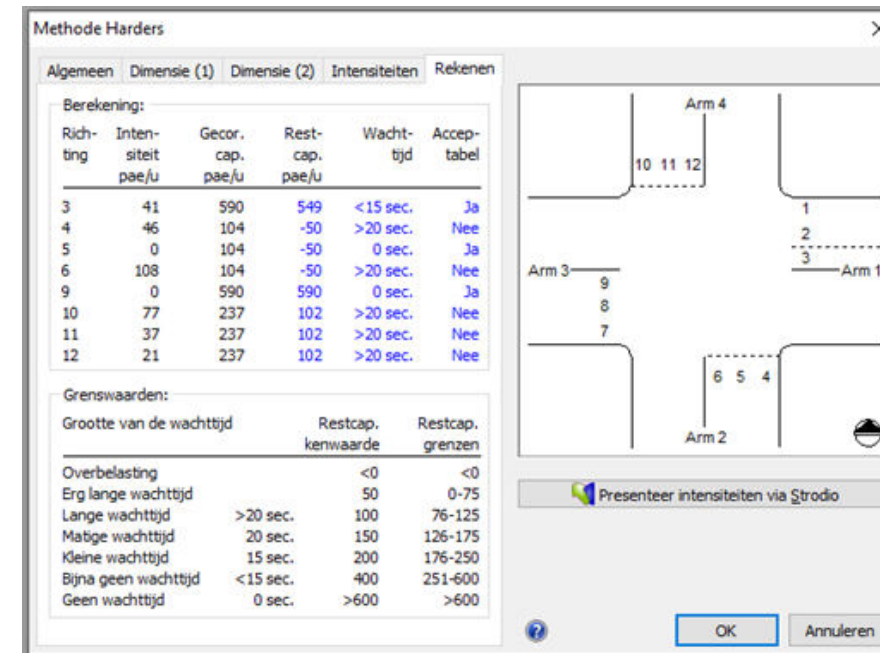 Methode Harders
Algemeen Dimensie (1) Dimensie (2) Intensiteiten Rekenen
Berekening:
Rich- Inten- Gecor. Rest- Wacht- Accep-
ting siteit cap. cap. tijd tabel
pae/u pae/u pae/u
3 41 590 549 <15 sec. Ja
4 46 104 -50 >20 sec. Nee
5 0 104 -50 0 sec. Ja
6 108 104 -50 >20 sec. Nee
9 0 590 590 0 sec. Ja
10 77 237 102 >20 sec. Nee
11 37 237 102 >20 sec. Nee
12 21 237 102 >20 sec. Nee
Grenswaarden:
Grootte van de wachttijd Restcap. Restcap.
kenwaarde grenzen
Overbelasting <0 <0
Erg lange wachttijd 50 0-75
Lange wachttijd >20 sec. 100 76-125
Matige wachttijd 20 sec. 150 126-175
Kleine wachttijd 15 sec. 200 176-250
Bijna geen wachttijd <15 sec. 400 251-600
Geen wachttijd 0 sec. >600 >600
Arm 4
10 11 12
1
2
3
Arm 1
Arm 3
9
8
7
6 5 4
Arm 2
Presenteer intensiteiten via Strodio
OK Annuleren